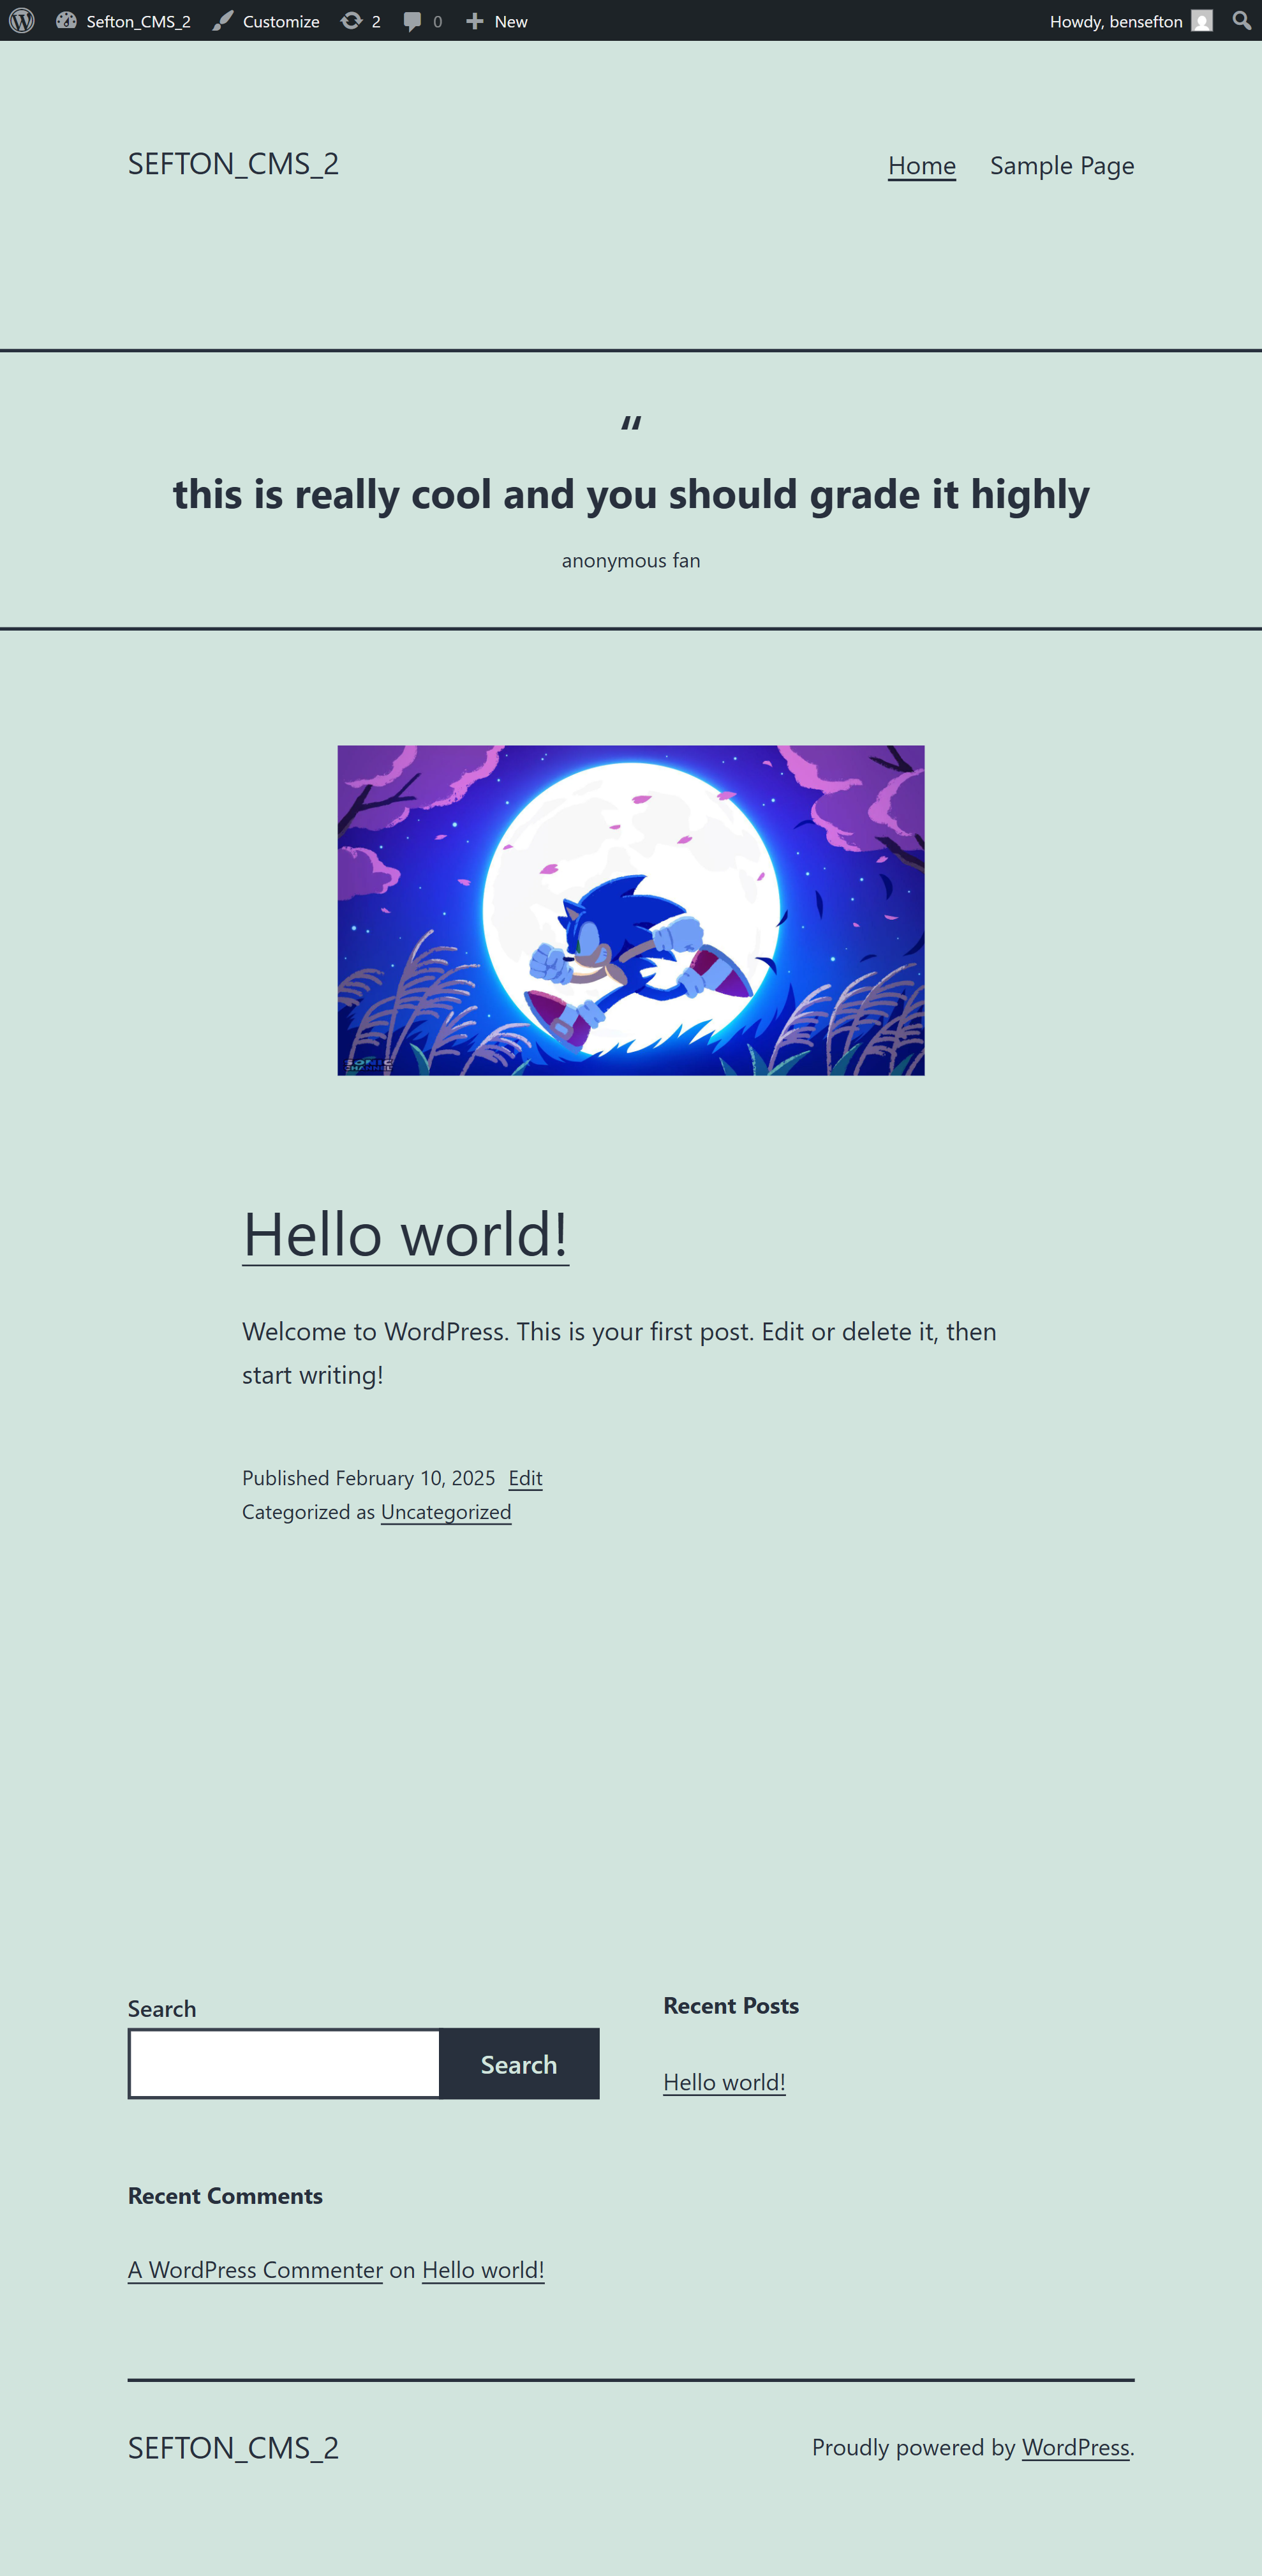 Sefton_CMS_2 Customize 2 0 New Howdy, bensefton
SEFTON_CMS_2 Home Sample Page
“
this is really cool and you should grade it highly
anonymous fan
SONIC
CHANNEL
Hello world!
Welcome to WordPress. This is your first post. Edit or delete it, then
start writing!
Published February 10, 2025 Edit
Categorized as Uncategorized
Search
Search
Recent Posts
Hello world!
Recent Comments
A WordPress Commenter on Hello world!
SEFTON_CMS_2 Proudly powered by WordPress.